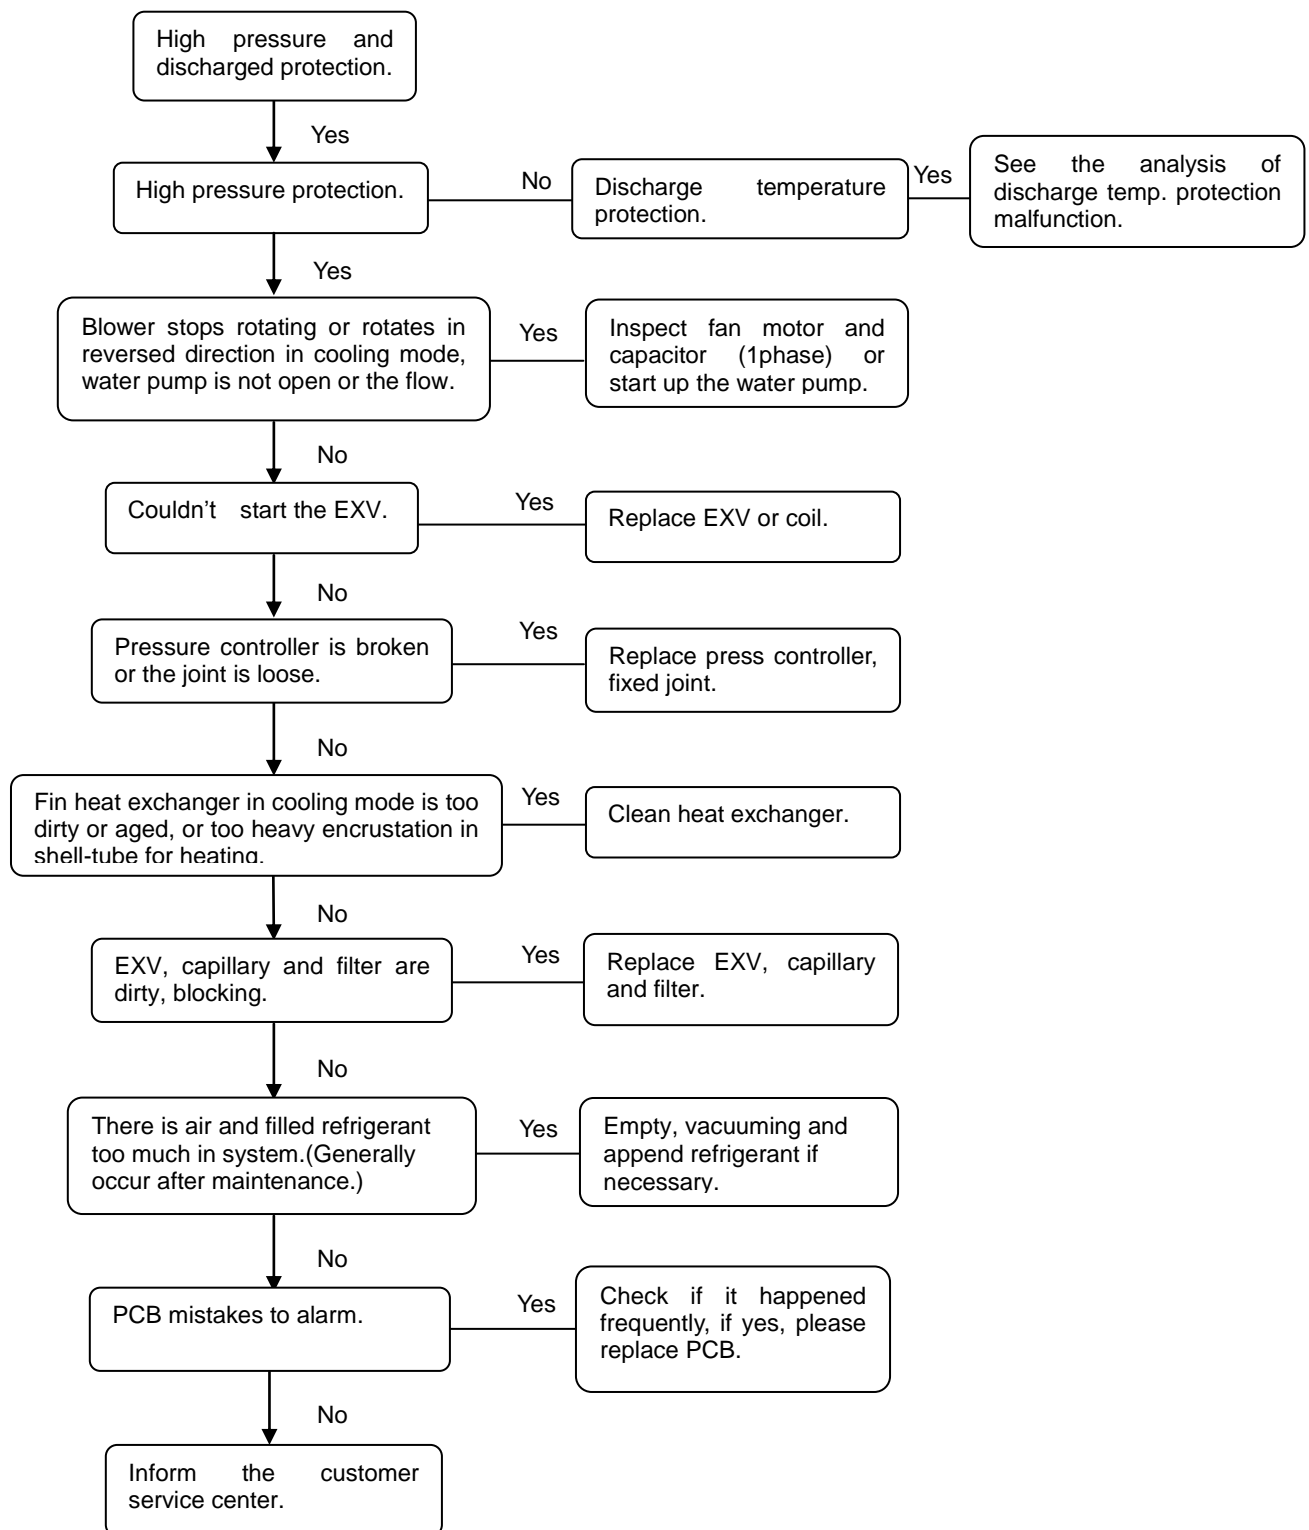 High pressure and
discharged protection.
Yes
High pressure protection.
No
Discharge temperature
protection.
Yes
See the analysis of
discharge temp. protection
malfunction.
Yes
Blower stops rotating or rotates in
reversed direction in cooling mode,
water pump is not open or the flow.
Yes
Inspect fan motor and
capacitor (1phase) or
start up the water pump.
No
Couldn't start the EXV.
Yes
Replace EXV or coil.
No
Pressure controller is broken
or the joint is loose.
Yes
Replace press controller,
fixed joint.
No
Fin heat exchanger in cooling mode is too
dirty or aged, or too heavy encrustation in
shell-tube for heating.
Yes
Clean heat exchanger.
No
EXV, capillary and filter are
dirty, blocking.
Yes
Replace EXV, capillary
and filter.
No
There is air and filled refrigerant
too much in system.(Generally
occur after maintenance.)
Yes
Empty, vacuuming and
append refrigerant if
necessary.
No
PCB mistakes to alarm.
Yes
Check if it happened
frequently, if yes, please
replace PCB.
No
Inform the customer
service center.